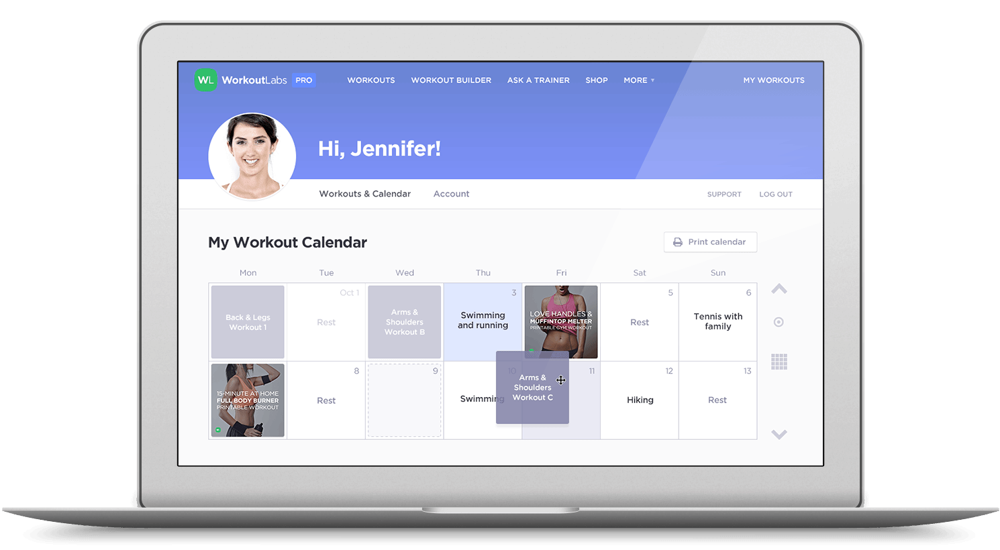 WL WorkoutLabs PRO WORKOUTS WORKOUT BUILDER ASK A TRAINER SHOP MORE MY WORKOUTS
Hi, Jennifer!
Workouts & Calendar Account SUPPORT LOG OUT
My Workout Calendar Print calendar
Mon Tue Wed Thu Fri Sat Sun
Back & Legs
Workout 1
Oct 1
Rest
Arms &
Shoulders
Workout B
3
Swimming
and running
LOVE HANDLES &
MUFFINTOP MELTER
PRINTABLE GYM WORKOUT
5
Rest
6
Tennis with
family
15-MINUTE AT HOME
FULL BODY BURNER
PRINTABLE WORKOUT
8
Rest
9
10
Swimming
Arms &
Shoulders
Workout C
11
12
Hiking
13
Rest